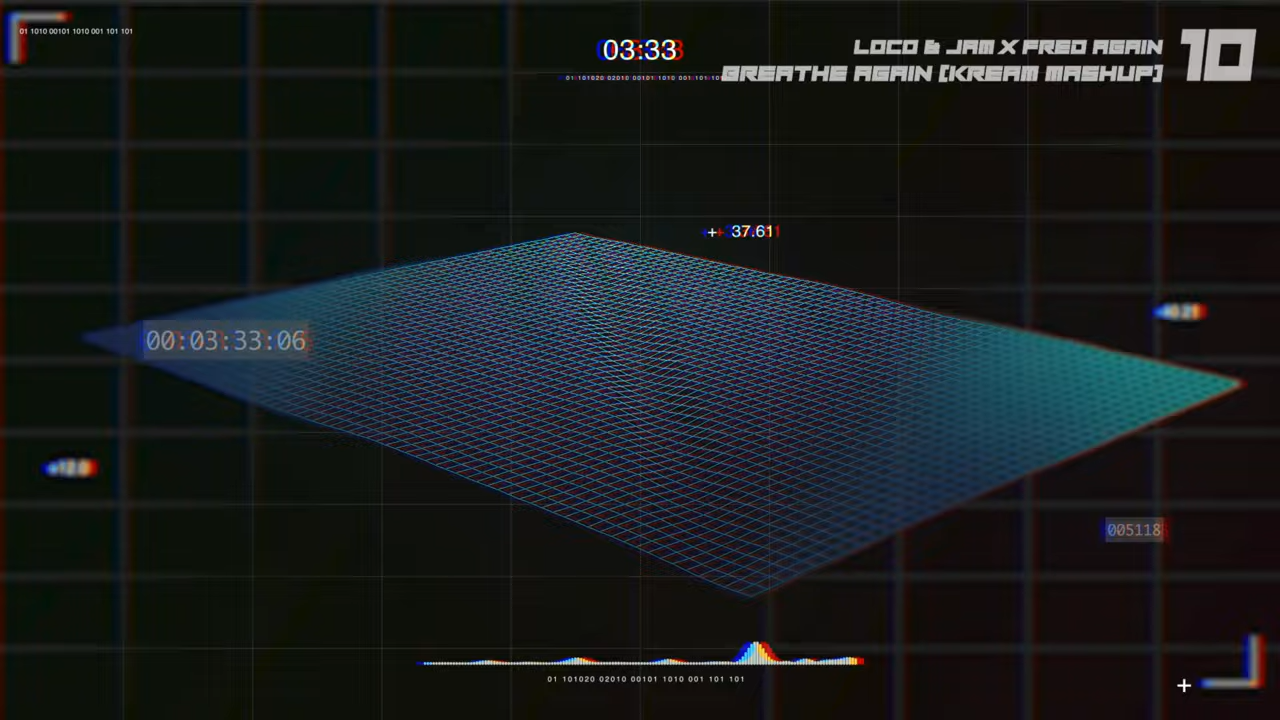 01 1010 00101 1010 001 101 101
03:33
LOCO & JAM X FRED AGAIN
BREATHE AGAIN [KREAM MASHUP]
10
+ 37.61
00:03:33:06
005118
01 101020 02010 00101 1010 001 101 101
+